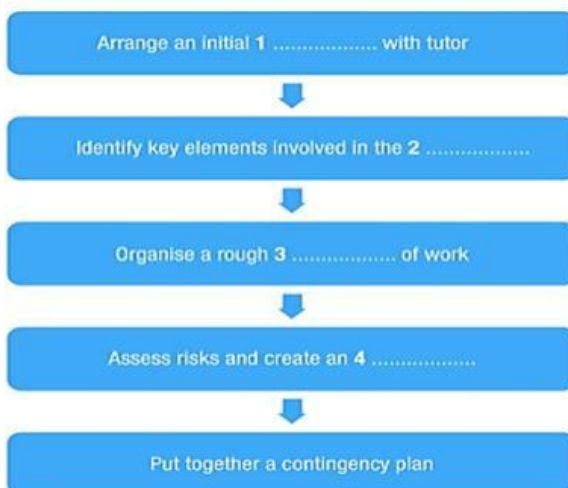 Arrange an initial 1 .................. with tutor
Identify key elements involved in the 2 ..................
Organise a rough 3 .................. of work
Assess risks and create an 4 ..................
Put together a contingency plan